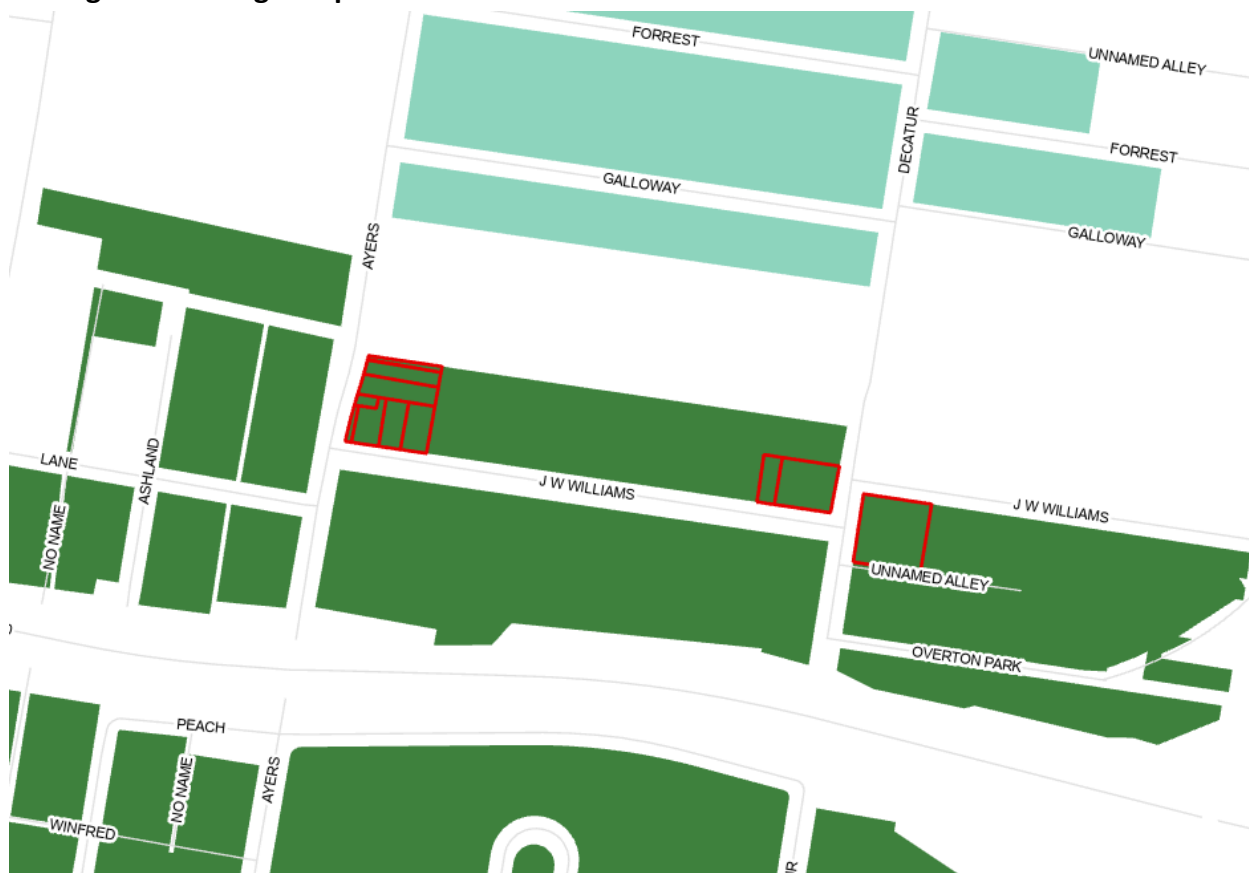 FORREST
UNNAMED ALLEY
DECATUR
FORREST
GALLOWAY
AYERS
GALLOWAY
LANE
ASHLAND
NO NAME
J W WILLIAMS
J W WILLIAMS
UNNAMED ALLEY
OVERTON PARK
PEACH
NO NAME
AYERS
WINFRED